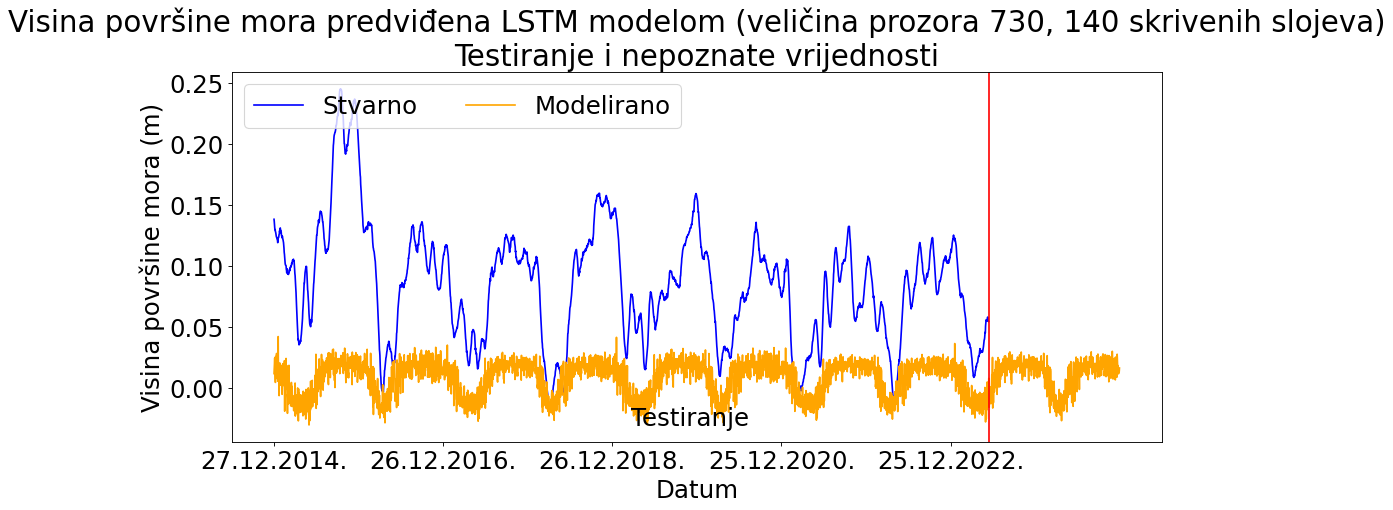 Visina površine mora predviđena LSTM modelom (veličina prozora 730, 140 skrivenih slojeva)
Testiranje i nepoznate vrijednosti
Stvarno Modelirano
Visina površine mora (m)
0.25
0.20
0.15
0.10
0.05
0.00
Testiranje
27.12.2014. 26.12.2016. 26.12.2018. 25.12.2020. 25.12.2022.
Datum